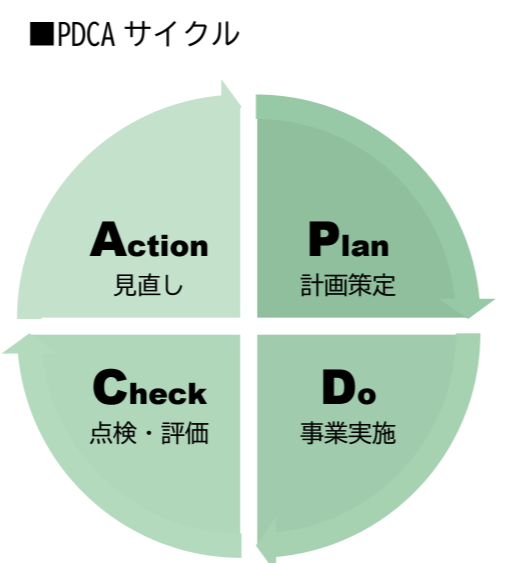 ■PDCA サイクル
Action
見直し
Plan
計画策定
Check
点検・評価
Do
事業実施